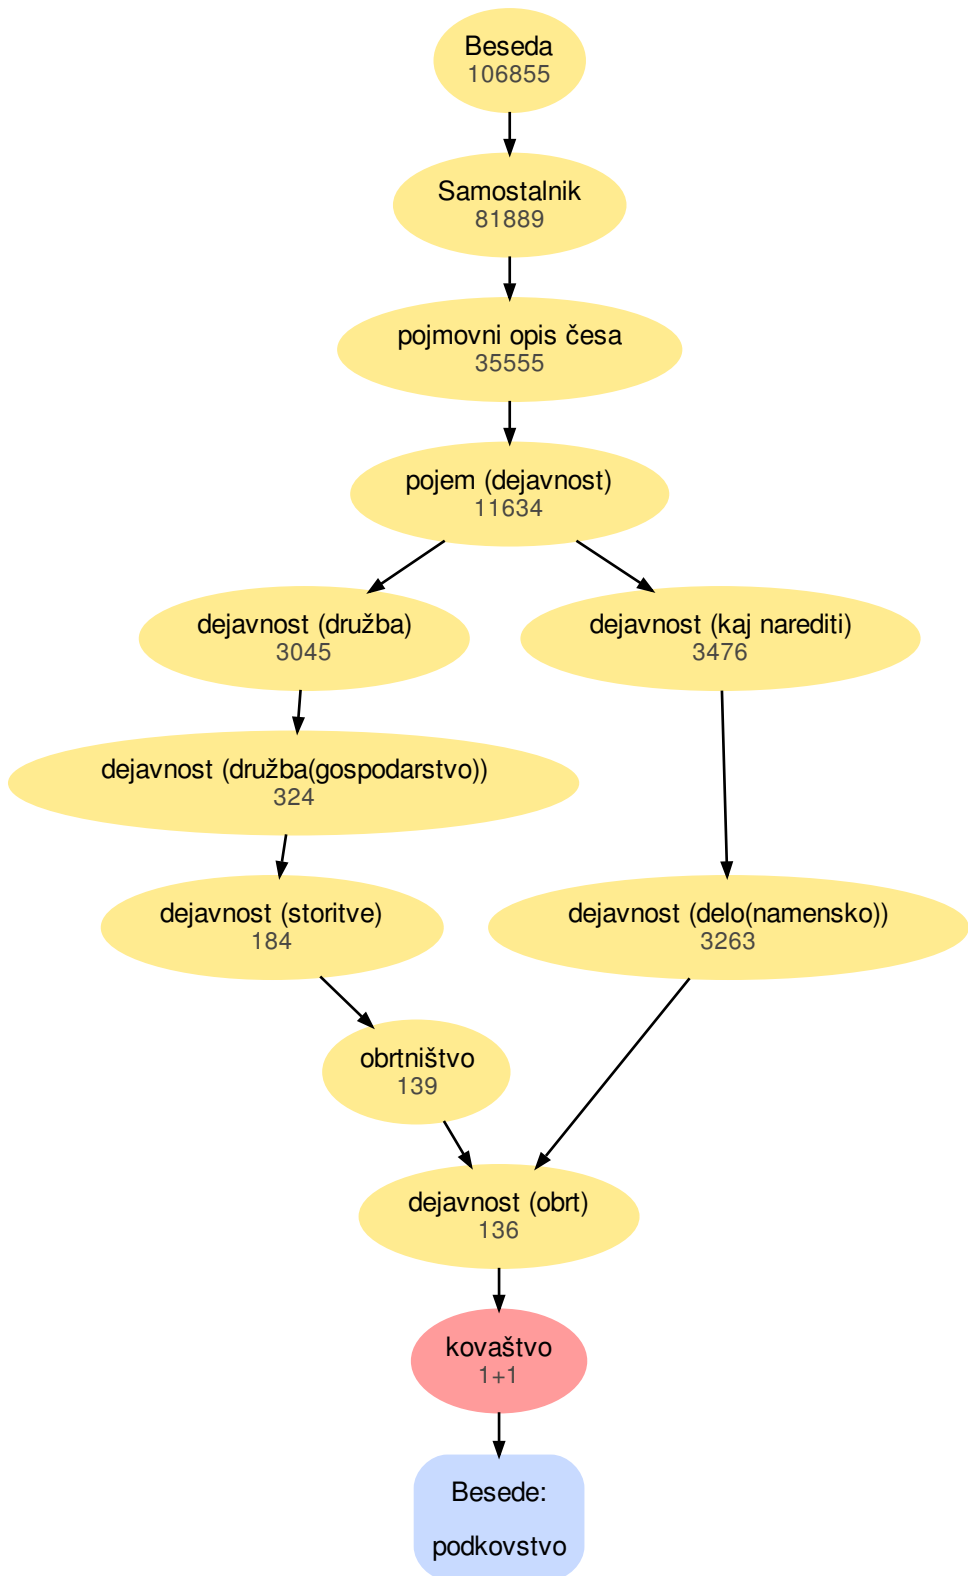 Beseda
106855
Samostalnik
81889
pojmovni opis česa
35555
pojem (dejavnost)
11634
dejavnost (družba)
3045
dejavnost (kaj narediti)
3476
dejavnost (družba(gospodarstvo))
324
dejavnost (storitve)
184
dejavnost (delo(namensko))
3263
obrtništvo
139
dejavnost (obrt)
136
kovaštvo
1+1
Besede:
podkovstvo